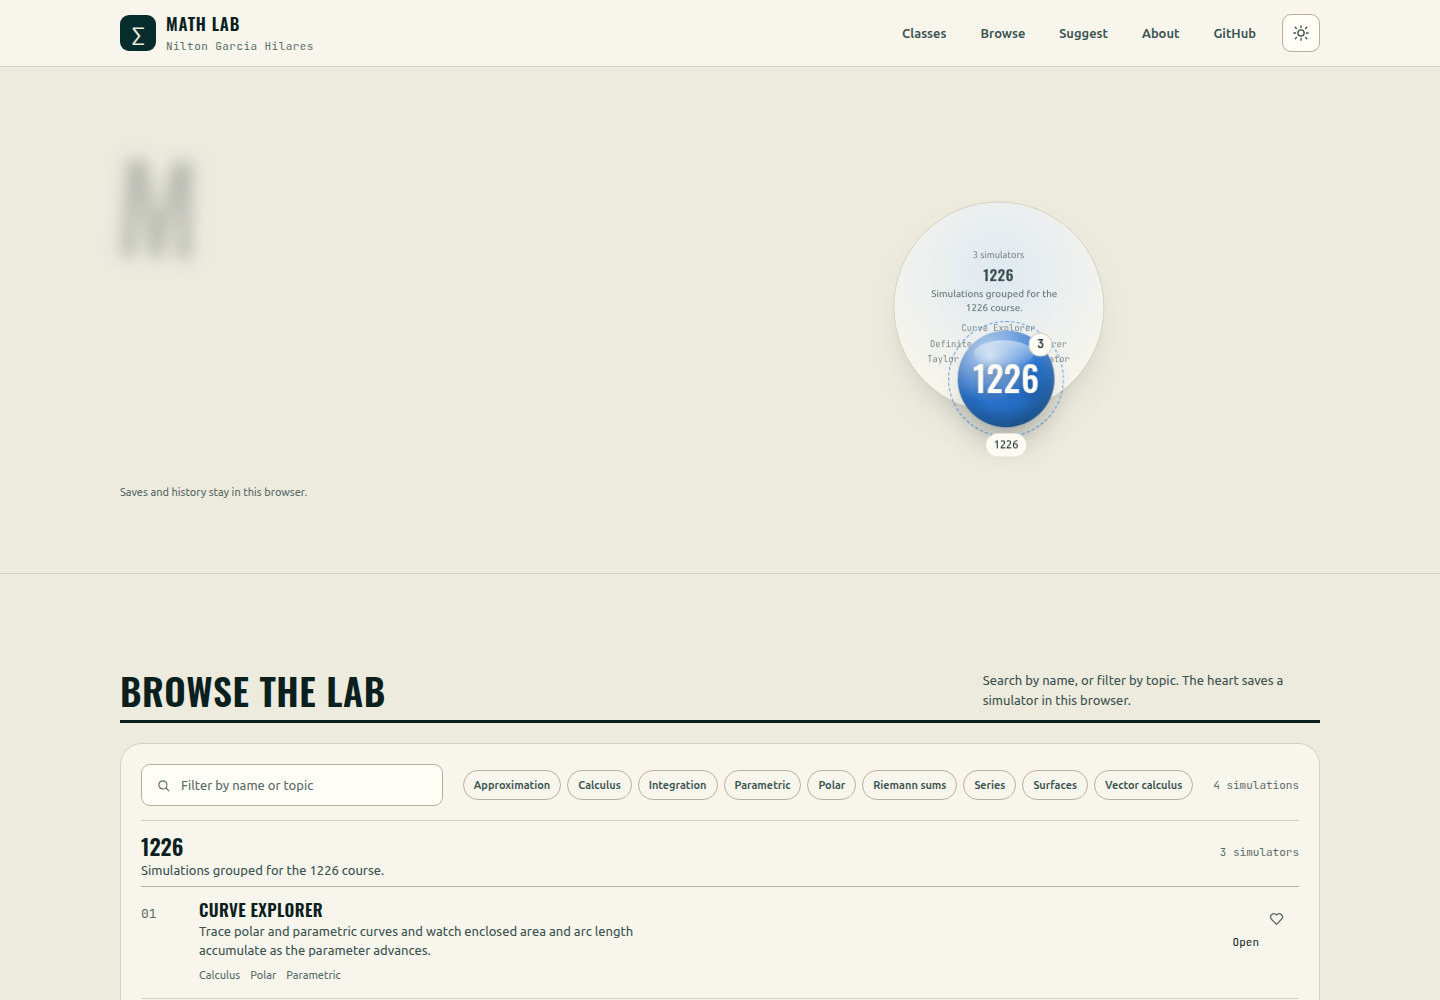 ∑
MATH LAB
Nilton Garcia Hilares
Classes Browse Suggest About GitHub
M
3 simulators
1226
Simulations grouped for the
1226 course.
Curve Explorer
Definite
Taylor
3
1226
1226
Saves and history stay in this browser.
BROWSE THE LAB
Search by name, or filter by topic. The heart saves a
simulator in this browser.
Filter by name or topic
Approximation Calculus Integration Parametric Polar Riemann sums Series Surfaces Vector calculus
4 simulations
1226
Simulations grouped for the 1226 course.
3 simulators
01
CURVE EXPLORER
Trace polar and parametric curves and watch enclosed area and arc length
accumulate as the parameter advances.
Calculus Polar Parametric
Open